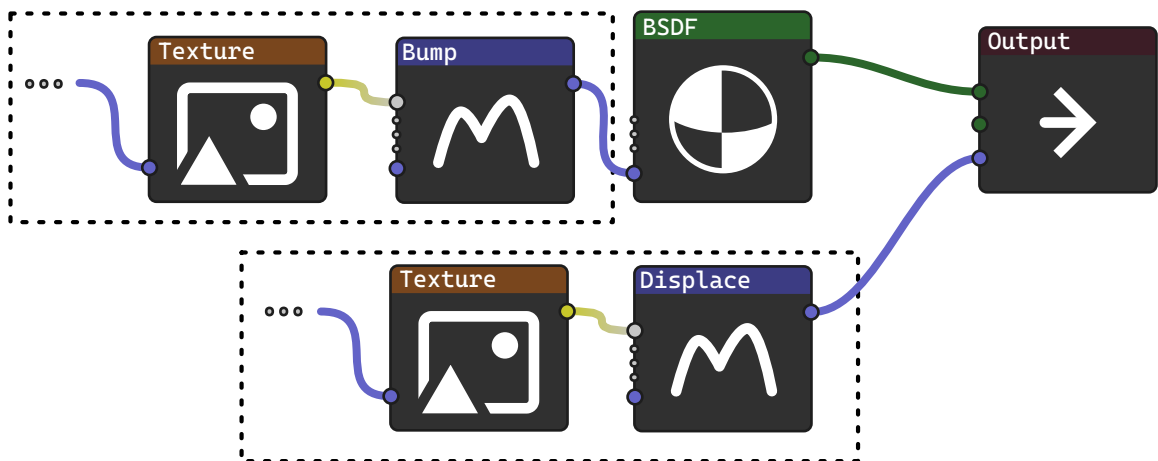 Texture
Bump
BSDF
Output
Texture
Displace